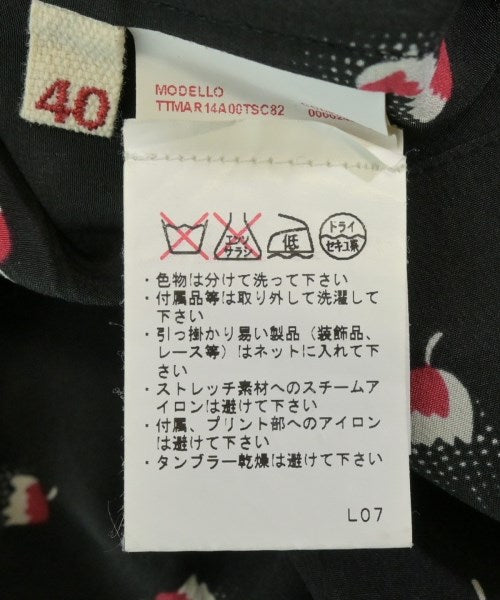 40
MODELLO
TTMAR14A00TSC82
エンソ
サラシ
低
ドライ
セキユ系
・色物は分けて洗って下さい
・付属品等は取り外して洗濯して
下さい
・引っ掛かり易い製品（装飾品、
レース等）はネットに入れて下
さい
・ストレッチ素材へのスチームア
イロンは避けて下さい
・付属、プリント部へのアイロン
は避けて下さい
・タンブラー乾燥は避けて下さい
L07